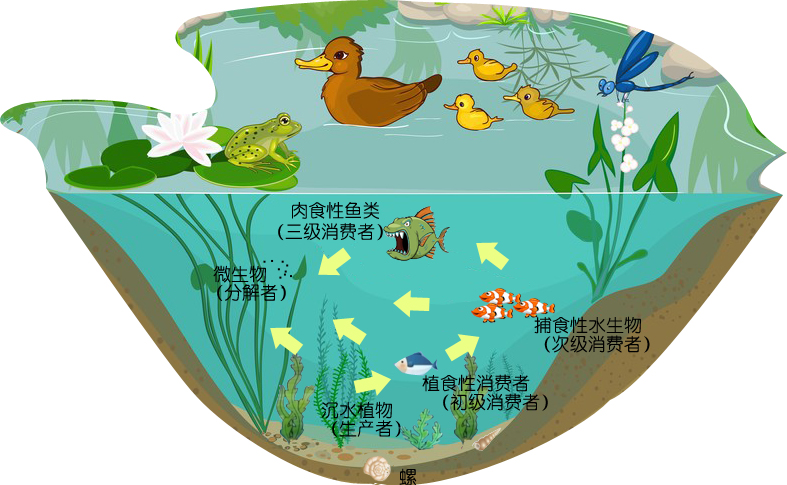 肉食性鱼类
（三级消费者）
微生物
（分解者）
捕食性水生物
（次级消费者）
植食性消费者
（初级消费者）
沉水植物
（生产者）
螺